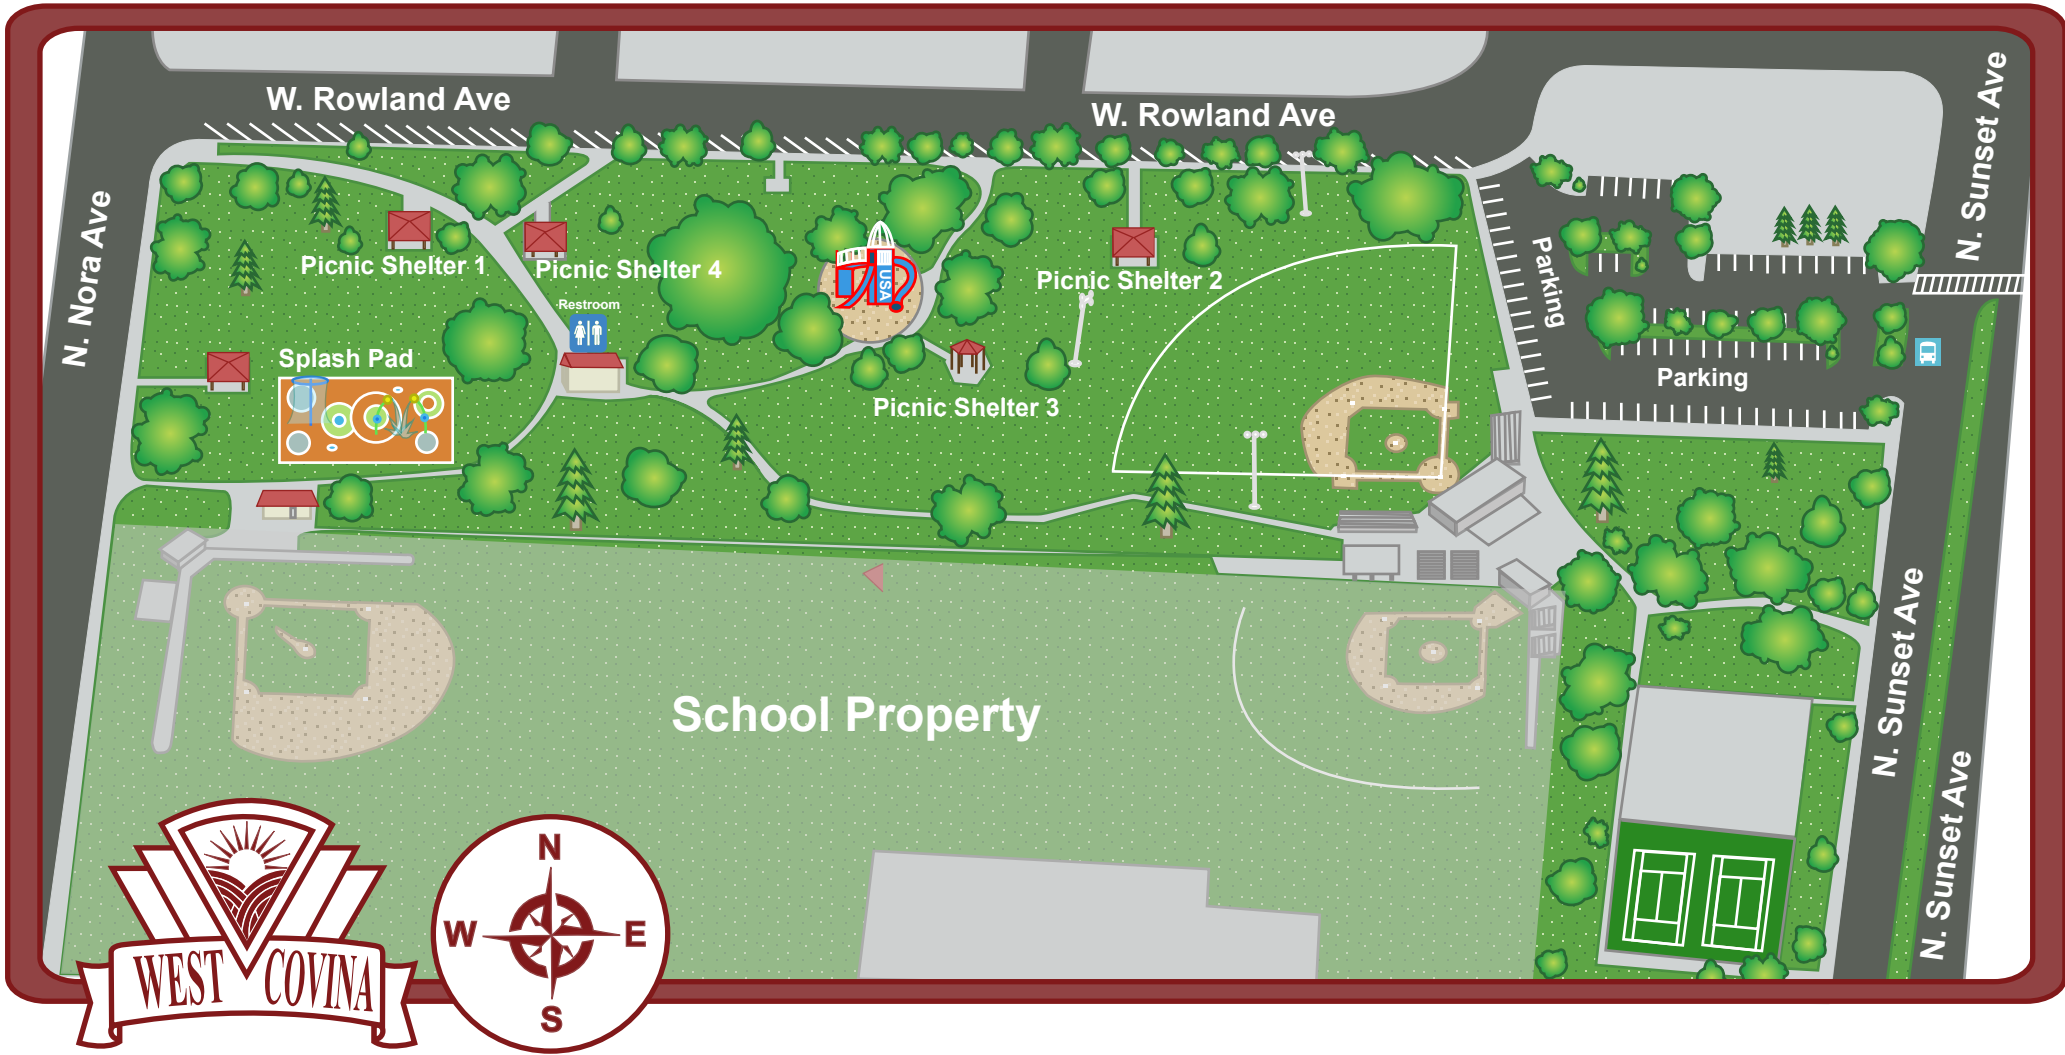 W. Rowland Ave
W. Rowland Ave
N. Sunset Ave
N. Nora Ave
Picnic Shelter 1
Picnic Shelter 4
Picnic Shelter 2
USA
Parking
Restroom
Splash Pad
Parking
Picnic Shelter 3
School Property
N. Sunset Ave
N. Sunset Ave
N
W
E
S
WEST COVINA